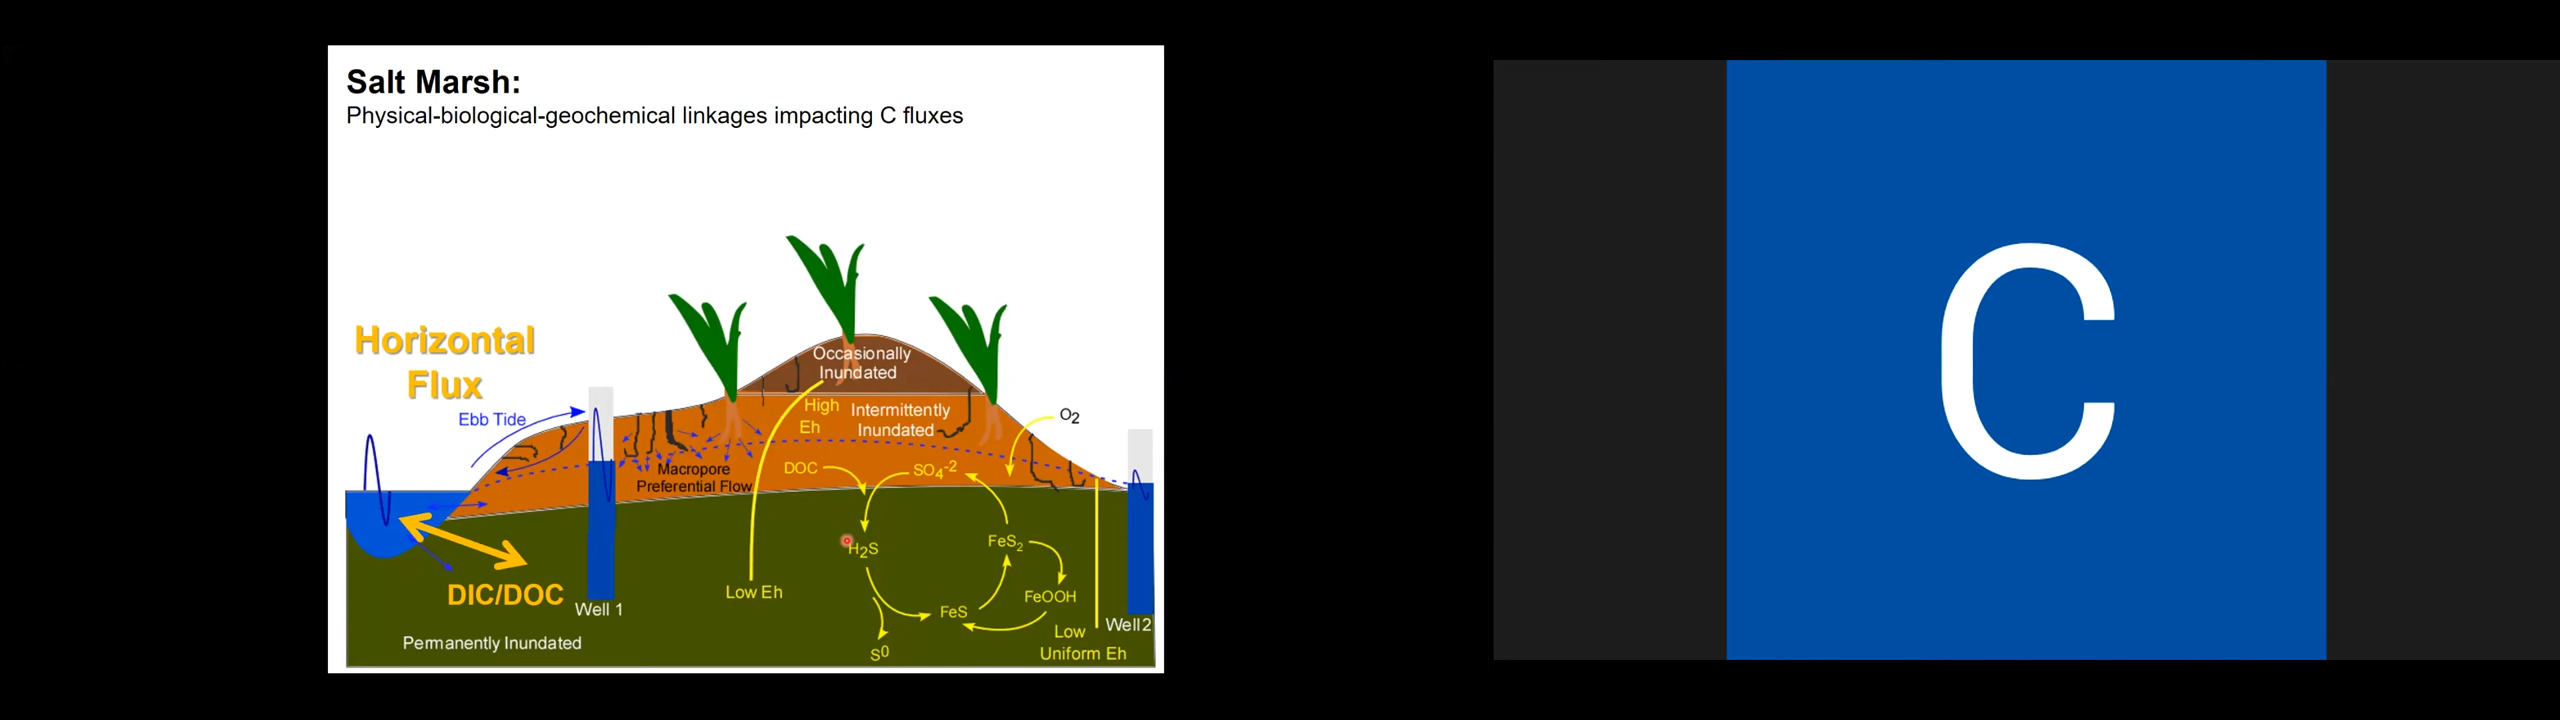 Salt Marsh:
Physical-biological-geochemical linkages impacting C fluxes
Horizontal
Flux
Ebb Tide
Occasionally
Inundated
High
Eh
Intermittently
Inundated
O2
Macropore
Preferential Flow
DOC
SO4-2
H2S
FeS2
DIC/DOC
Low Eh
FeOOH
Well 1
FeS
Well2
Low
Uniform Eh
Permanently Inundated
S0
C